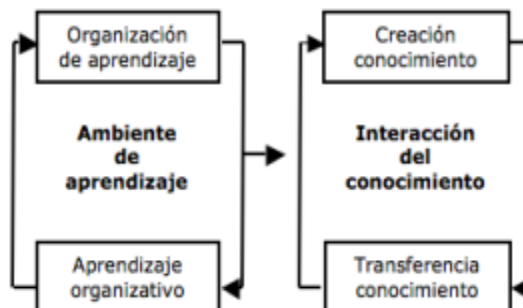 Organización
de aprendizaje
Creación
conocimiento
Ambiente
de
aprendizaje
Interacción
del
conocimiento
Aprendizaje
organizativo
Transferencia
conocimiento